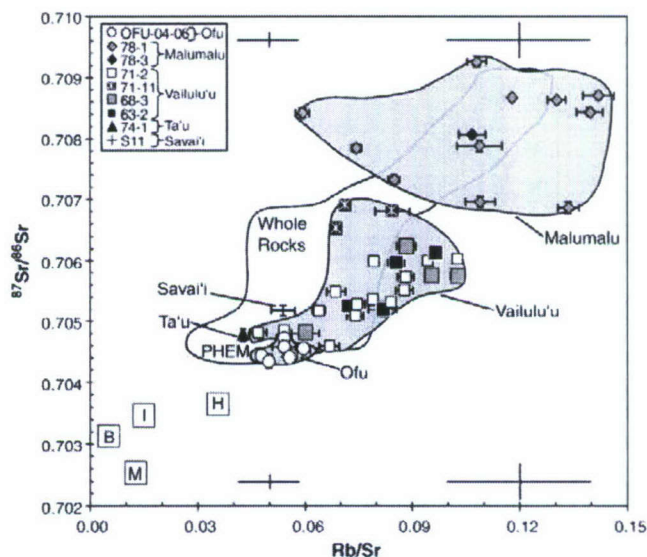 0.710
0.709
0.708
0.707
0.706
0.705
0.704
0.703
0.702
87Sr/86Sr
OFU-04-06 Ofu
78-1
78-3
Malumalu
71-2
71-11
68-3
63-2
Vailulu'u
74-1 Ta'u
S11 Savai'i
Whole
Rocks
Malumalu
Savai'i
Vailulu'u
Ta'u
PHEM
Ofu
H
I
B
M
0.00 0.03 0.06 0.09 0.12 0.15
Rb/Sr